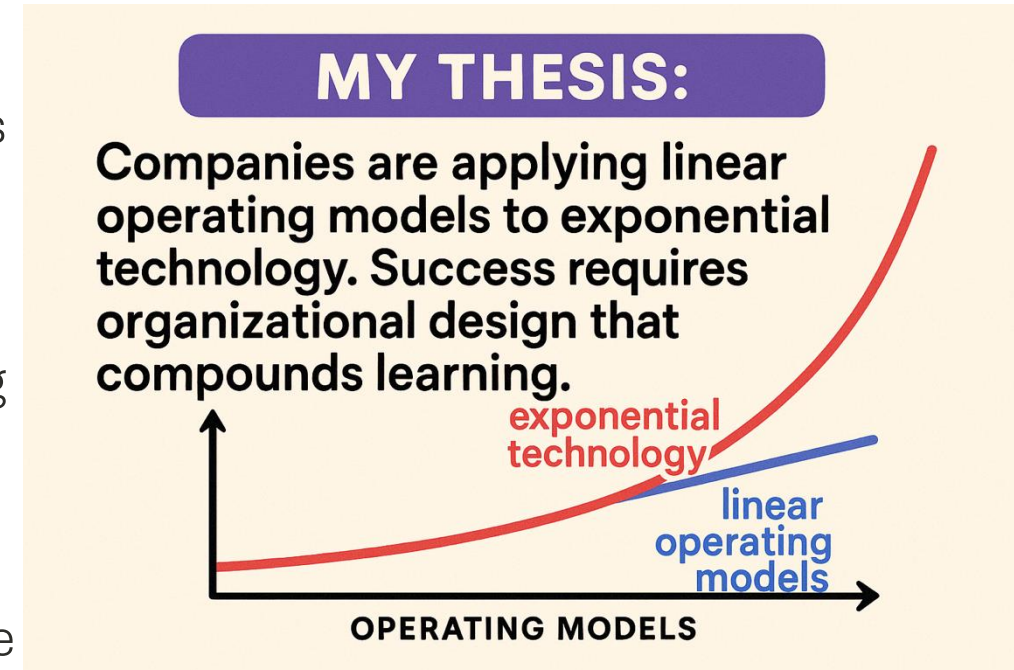 MY THESIS:
Companies are applying linear
operating models to exponential
technology. Success requires
organizational design that
compounds learning.
exponential
technology
linear
operating
models
OPERATING MODELS